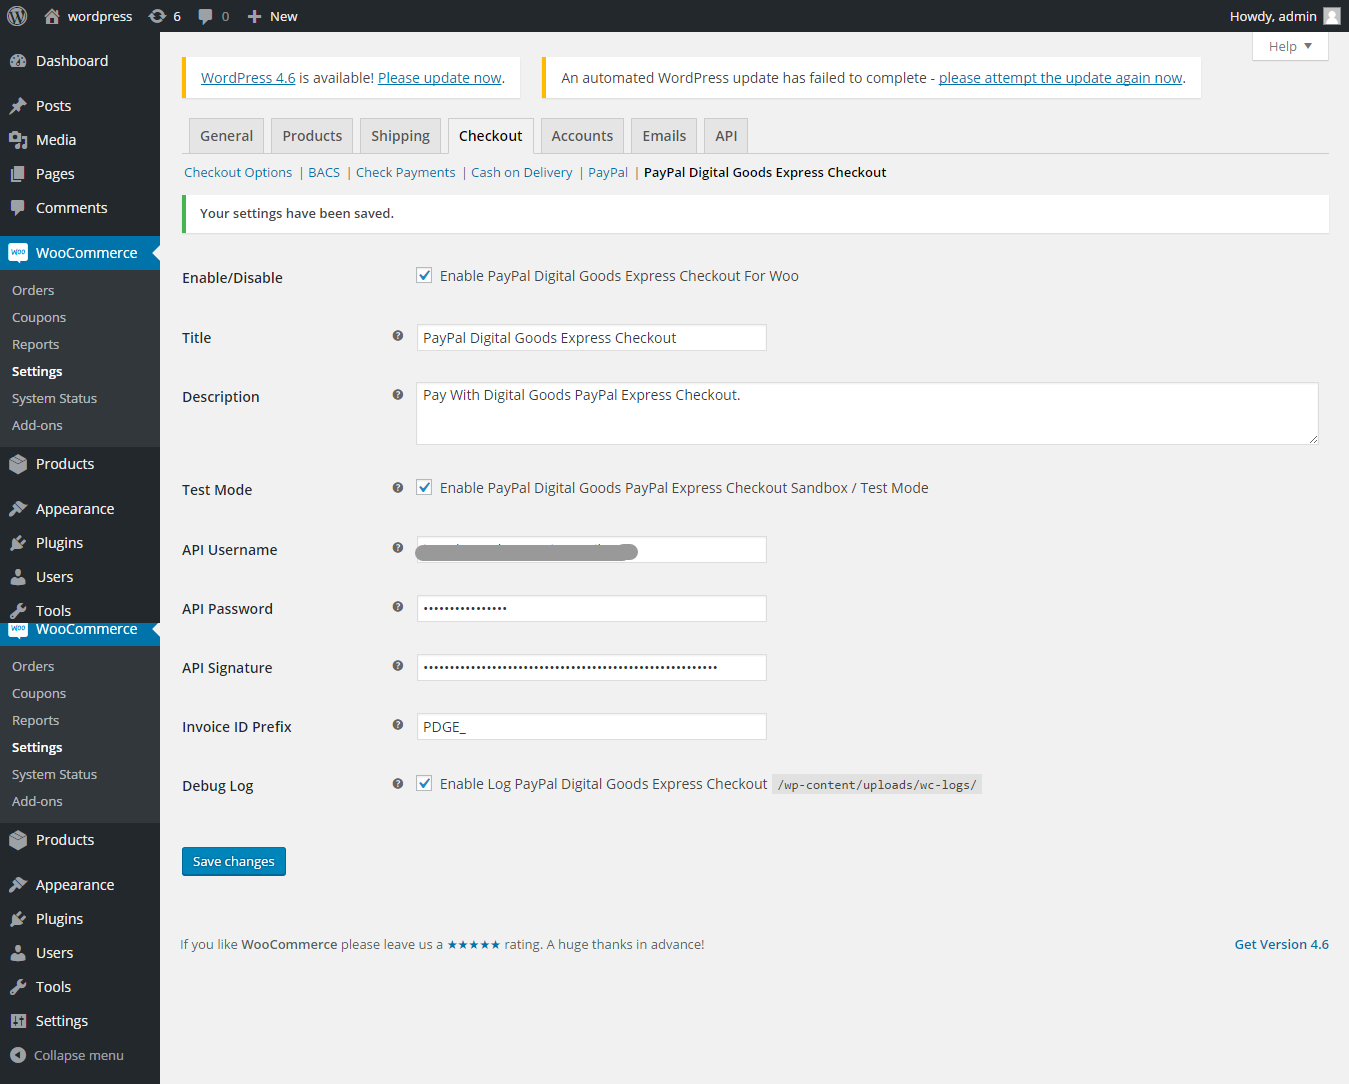 wordpress 6 0 New Howdy, admin
Help
Dashboard
Posts
Media
Pages
Comments
WooCommerce
Orders
Coupons
Reports
Settings
System Status
Add-ons
Products
Appearance
Plugins
Users
Tools
WooCommerce
Orders
Coupons
Reports
Settings
System Status
Add-ons
Products
Appearance
Plugins
Users
Tools
Settings
Collapse menu
WordPress 4.6 is available! Please update now.
An automated WordPress update has failed to complete - please attempt the update again now.
General Products Shipping Checkout Accounts Emails API
Checkout Options | BACS | Check Payments | Cash on Delivery | PayPal | PayPal Digital Goods Express Checkout
Your settings have been saved.
Enable/Disable Enable PayPal Digital Goods Express Checkout For Woo
Title PayPal Digital Goods Express Checkout
Description Pay With Digital Goods PayPal Express Checkout.
Test Mode Enable PayPal Digital Goods PayPal Express Checkout Sandbox / Test Mode
API Username
API Password
API Signature
Invoice ID Prefix PDGE_
Debug Log Enable Log PayPal Digital Goods Express Checkout /wp-content/uploads/wc-logs/
Save changes
If you like WooCommerce please leave us a ★★★★★ rating. A huge thanks in advance!
Get Version 4.6